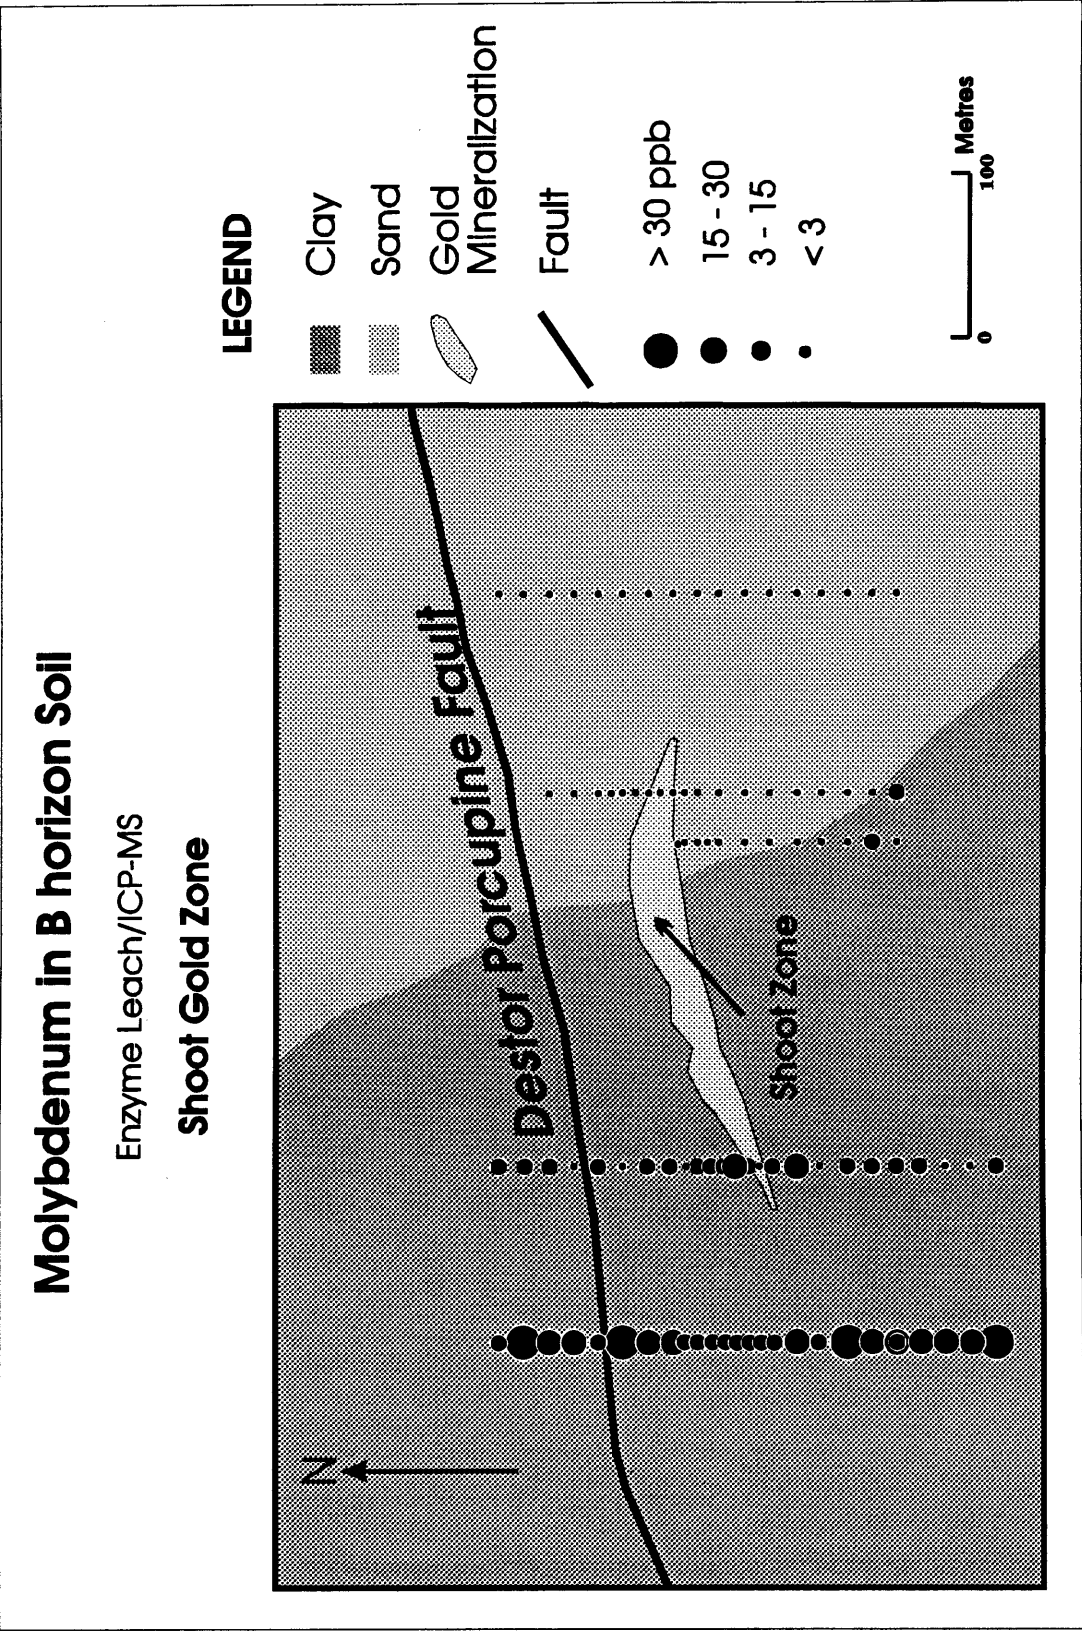 Molybdenum in B horizon Soil
Enzyme Leach/ICP-MS
Shoot Gold Zone
N
Destor Porcupine Fault
Shoot Zone
LEGEND
Clay
Sand
Gold
Mineralization
Fault
> 30 ppb
15 - 30
3 - 15
< 3
0 100 Metres